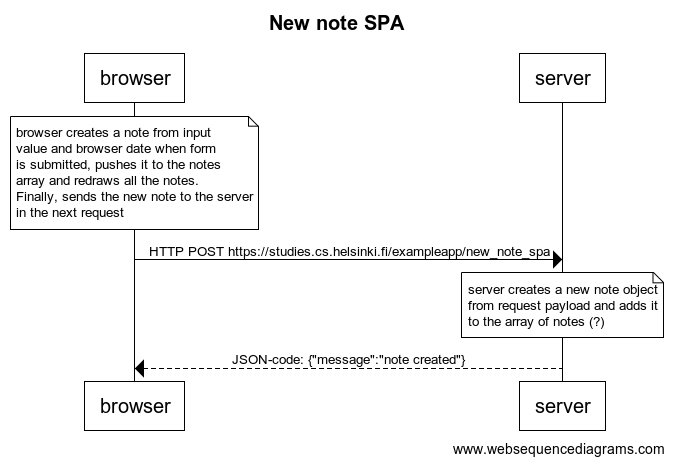 New note SPA
browser
server
browser creates a note from input
value and browser date when form
is submitted, pushes it to the notes
array and redraws all the notes.
Finally, sends the new note to the server
in the next request
HTTP POST https://studies.cs.helsinki.fi/exampleapp/new_note_spa
server creates a new note object
from request payload and adds it
to the array of notes (?)
JSON-code: {"message":"note created"}
browser
server
www.websequencediagrams.com